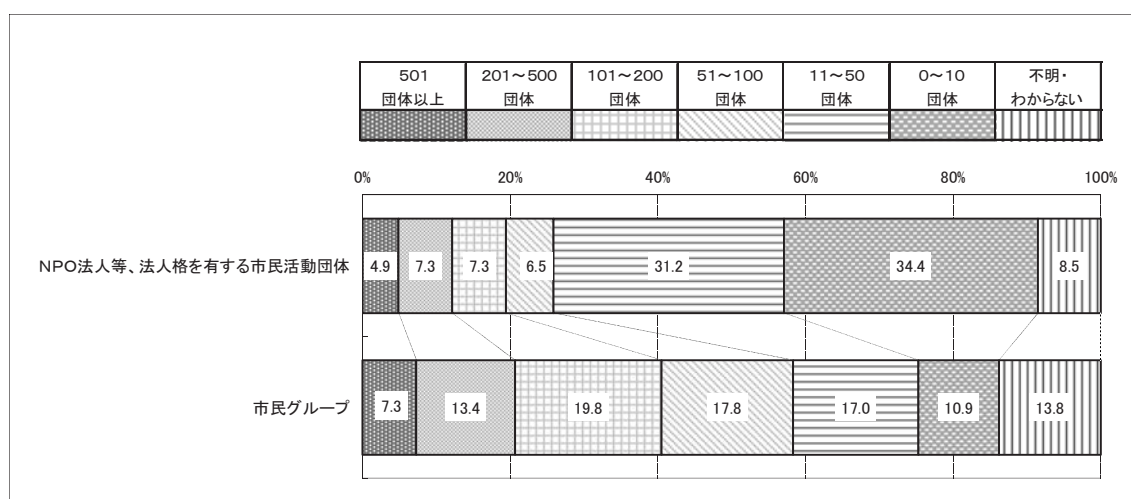 501 201～500 101～200 51～100 11～50 0～10 不明・
団体以上 団体 団体 団体 団体 団体 わからない
0% 20% 40% 60% 80% 100%
NPO法人等、法人格を有する市民活動団体 4.9 7.3 7.3 6.5 31.2 34.4 8.5
市民グループ 7.3 13.4 19.8 17.8 17.0 10.9 13.8